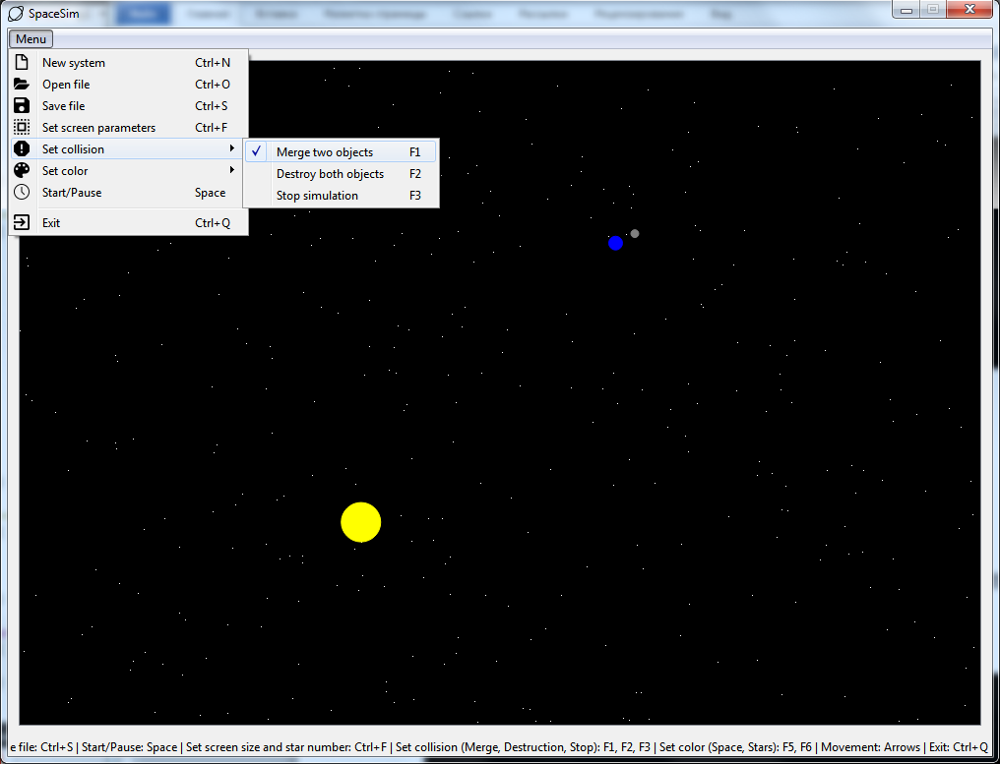 SpaceSim
Menu
New system Ctrl+N
Open file Ctrl+O
Save file Ctrl+S
Set screen parameters Ctrl+F
Set collision
Merge two objects F1
Destroy both objects F2
Stop simulation F3
Set color
Start/Pause Space
Exit Ctrl+Q
e file: Ctrl+S | Start/Pause: Space | Set screen size and star number: Ctrl+F | Set collision (Merge, Destruction, Stop): F1, F2, F3 | Set color (Space, Stars): F5, F6 | Movement: Arrows | Exit: Ctrl+Q